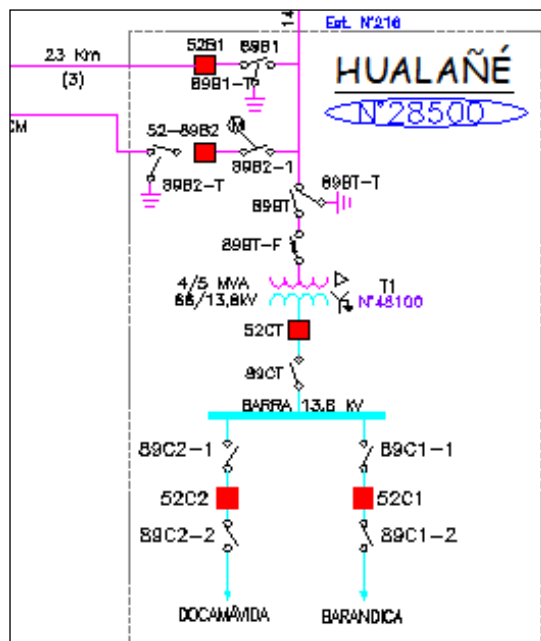 14
Est. N°216
23 Km
(3)
52B1
89B1
89B1-T
HUALAÑÉ
N°28500
CM
52-89B2
M
89B2-1
89B2-T
89BT
89BT-T
89BT-F
4/5 MVA
66/13,8kV
T1
N°48100
52CT
89CT
BARRA 13.8 kV
89C2-1
89C1-1
52C2
52C1
89C2-2
89C1-2
DOCAMÁVIDA
BARANDICA